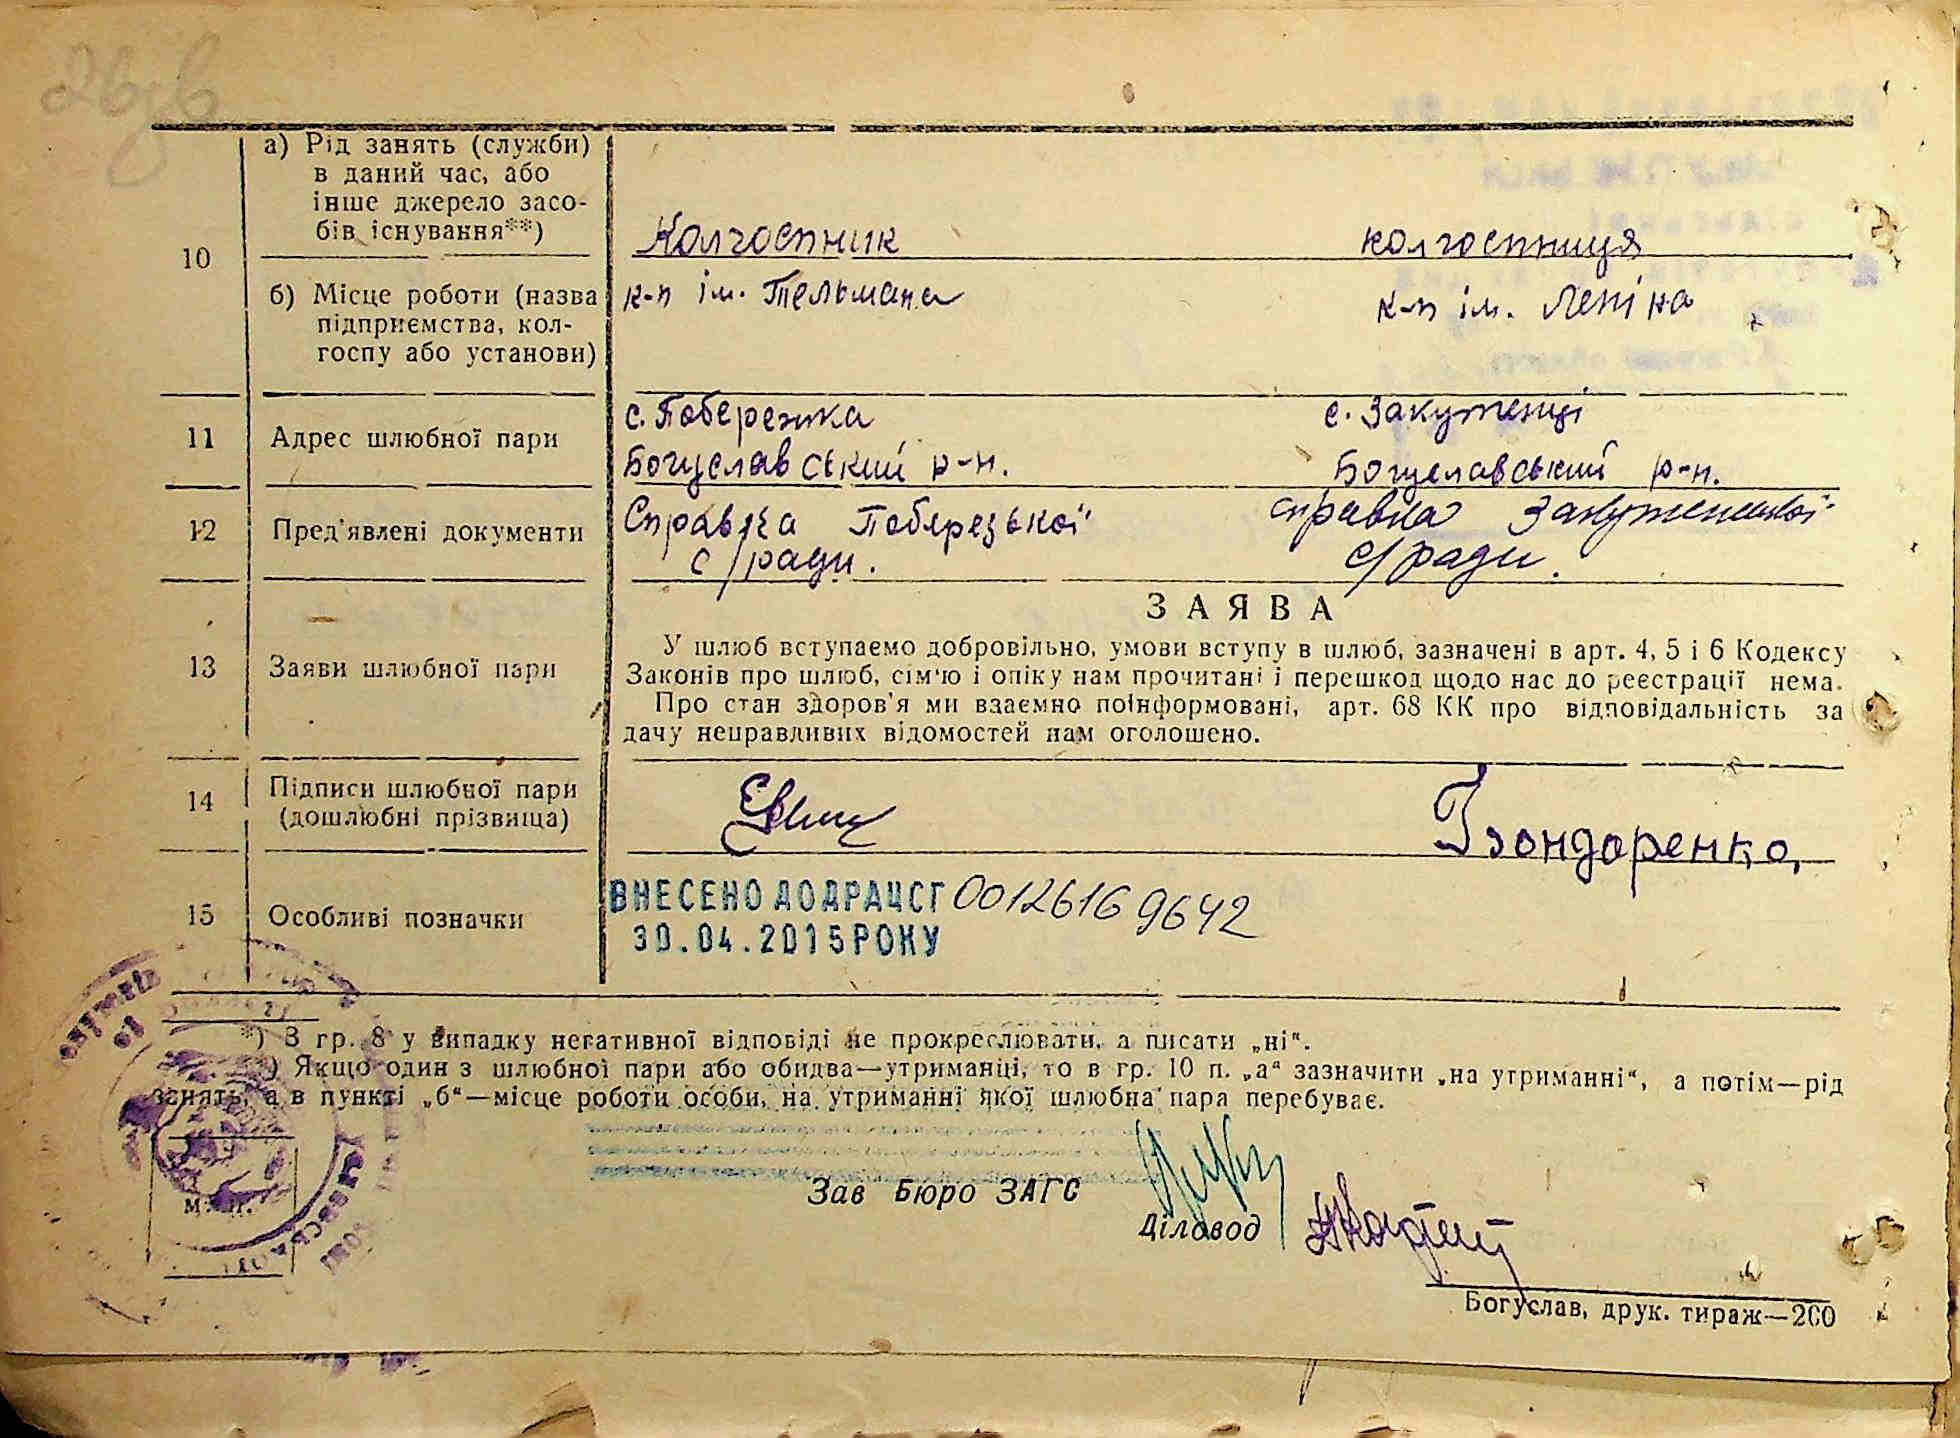 10
а) Рід занять (служби)
в даний час, або
інше джерело засо-
бів існування**)
Колгоспник
колгоспниця
б) Місце роботи (назва
підприємства, кол-
госпу або установи)
к-п ім. Тельмана
к-п ім. Леніна
11
Адрес шлюбної пари
с. Побережка
Богуславський р-н.
с. Закутенці
Богуславський р-н.
12
Пред'явлені документи
Справка Поберезької
с/ради.
справка Закутенецької
с/ради.
ЗАЯВА
13
Заяви шлюбної пари
У шлюб вступаємо добровільно, умови вступу в шлюб, зазначені в арт. 4, 5 і 6 Кодексу
Законів про шлюб, сім'ю і опіку нам прочитані і перешкод щодо нас до реєстрації нема.
Про стан здоров'я ми взаємно поінформовані, арт. 68 КК про відповідальність за
дачу неправдивих відомостей нам оголошено.
14
Підписи шлюбної пари
(дошлюбні прізвища)
Бондаренко
15
Особливі позначки
ВНЕСЕНО ДО ДРАЦСГ 0012616 9642
30.04.2015 РОКУ
*) З гр. 8 у випадку негативної відповіді не прокреслювати, а писати „ні“.
) Якщо один з шлюбної пари або обидва—утриманці, то в гр. 10 п. „а“ зазначити „на утриманні“, а потім—рід
занять, а в пункті „б“—місце роботи особи, на утриманні якої шлюбна пара перебуває.
М. П.
Зав Бюро ЗАГС
Діловод
Богуслав, друк. тираж—200